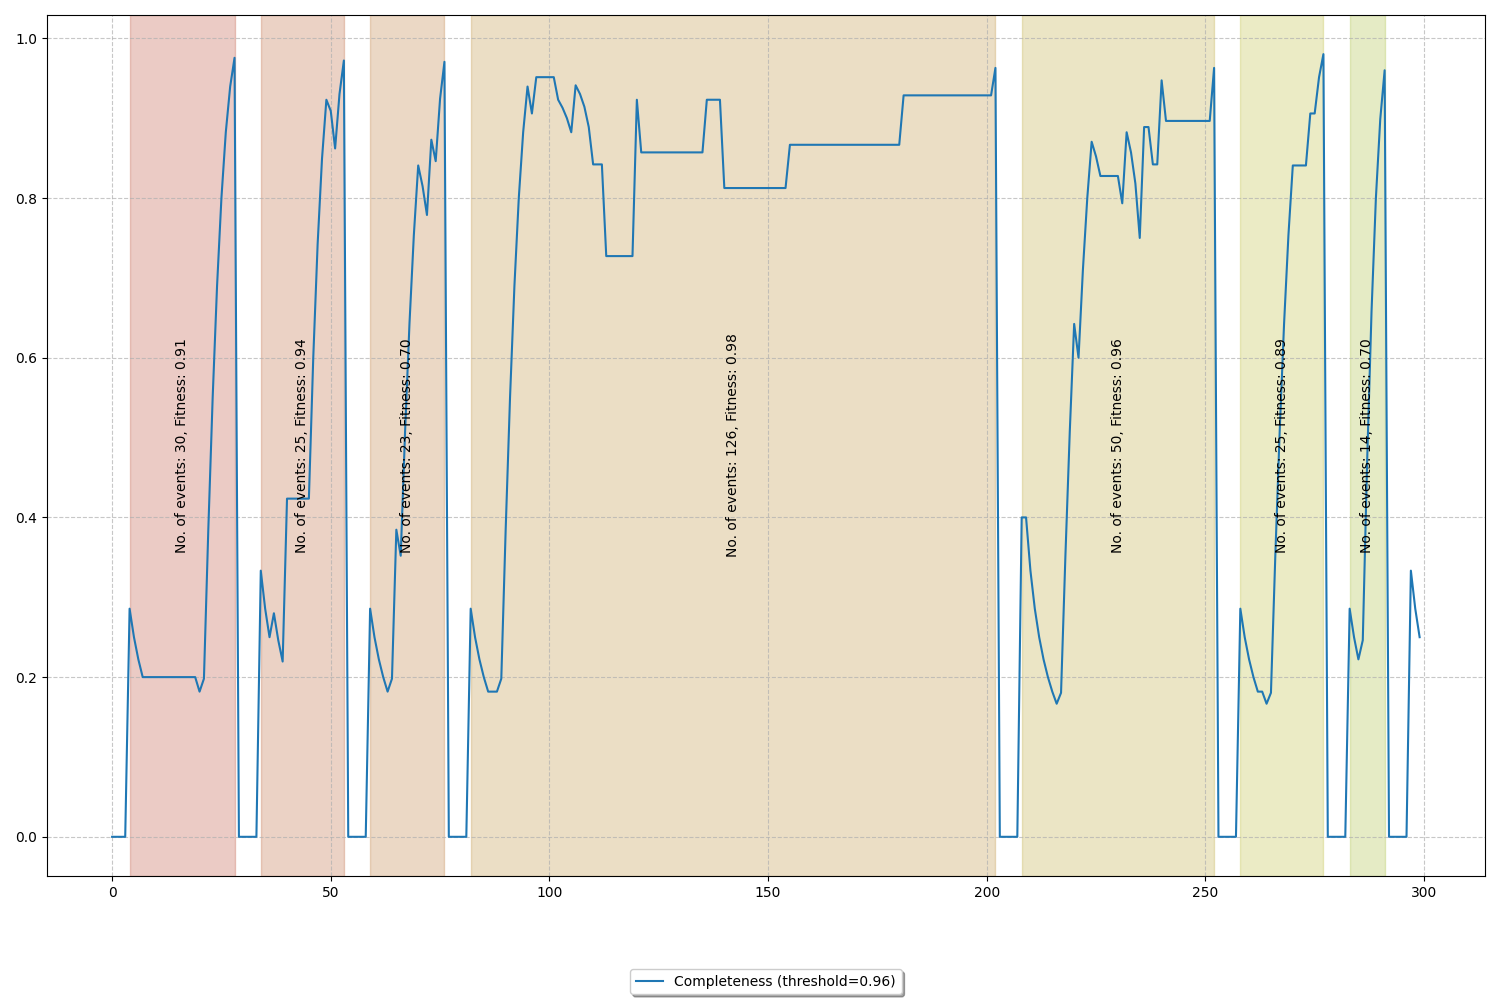 1.0
0.8
0.6
0.4
0.2
0.0
No. of events: 30, Fitness: 0.91
No. of events: 25, Fitness: 0.94
No. of events: 23, Fitness: 0.70
No. of events: 126, Fitness: 0.98
No. of events: 50, Fitness: 0.96
No. of events: 25, Fitness: 0.89
No. of events: 14, Fitness: 0.70
0 50 100 150 200 250 300
Completeness (threshold=0.96)